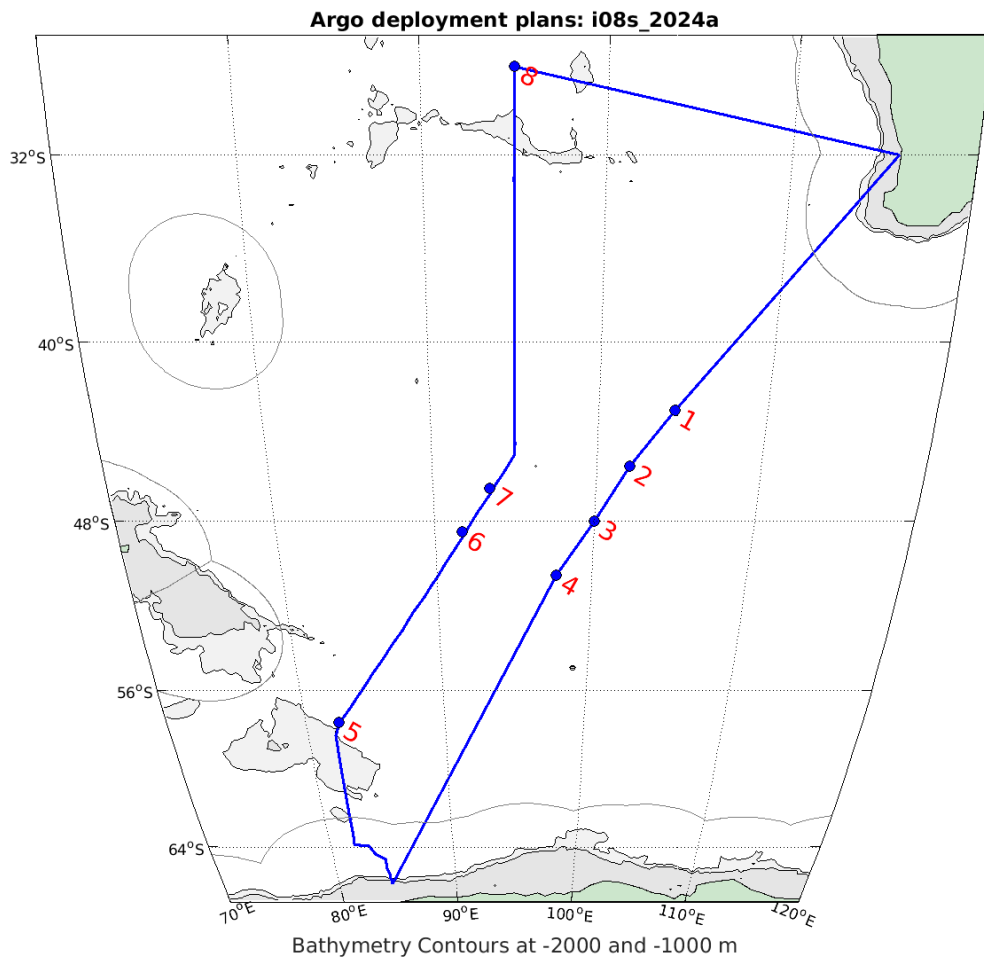 Argo deployment plans: i08s_2024a
8
32°S
40°S
1
2
7
48°S
3
6
4
56°S
5
64°S
70°E
80°E
90°E
100°E
110°E
120°E
Bathymetry Contours at -2000 and -1000 m